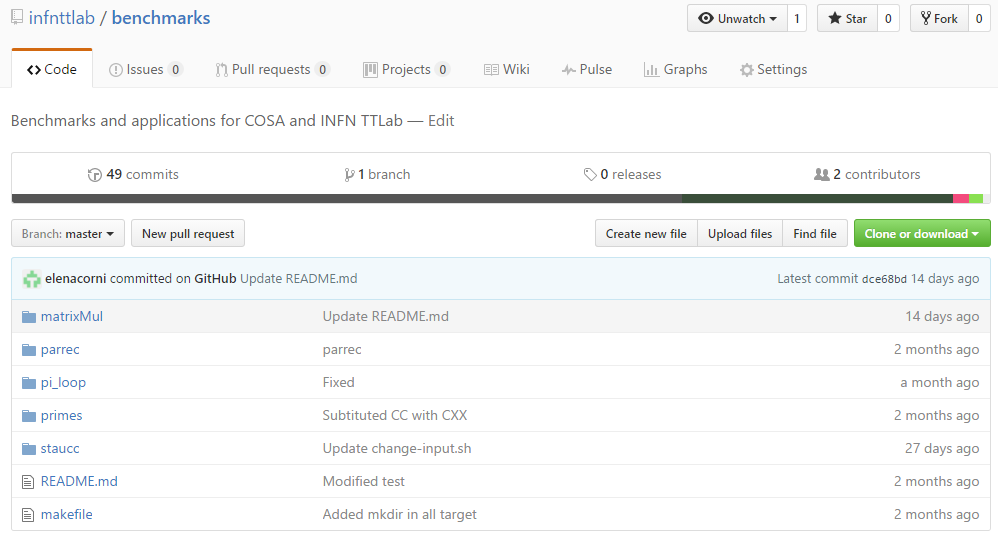 infnttlab / benchmarks Unwatch 1 Star 0 Fork 0
Code Issues 0 Pull requests 0 Projects 0 Wiki Pulse Graphs Settings
Benchmarks and applications for COSA and INFN TTLab — Edit
49 commits 1 branch 0 releases 2 contributors
Branch: master New pull request Create new file Upload files Find file Clone or download
elenacorni committed on GitHub Update README.md Latest commit dce68bd 14 days ago
matrixMul Update README.md 14 days ago
parrec parrec 2 months ago
pi_loop Fixed a month ago
primes Subtituted CC with CXX 2 months ago
staucc Update change-input.sh 27 days ago
README.md Modified test 2 months ago
makefile Added mkdir in all target 2 months ago